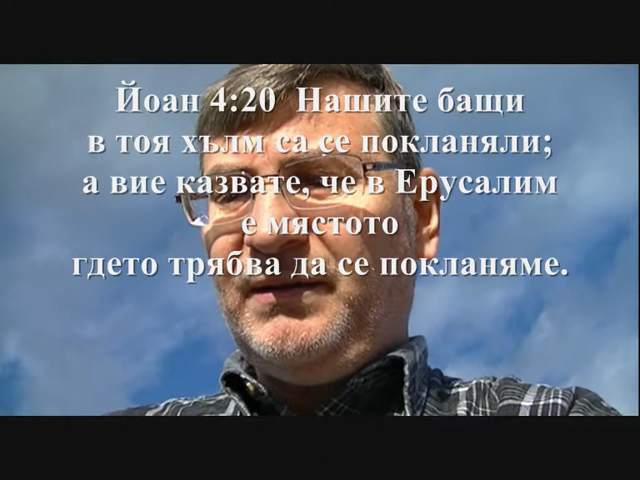 Йоан 4:20 Нашите бащи
в тоя хълм са се покланяли;
а вие казвате, че в Ерусалим
е мястото
гдето трябва да се покланяме.